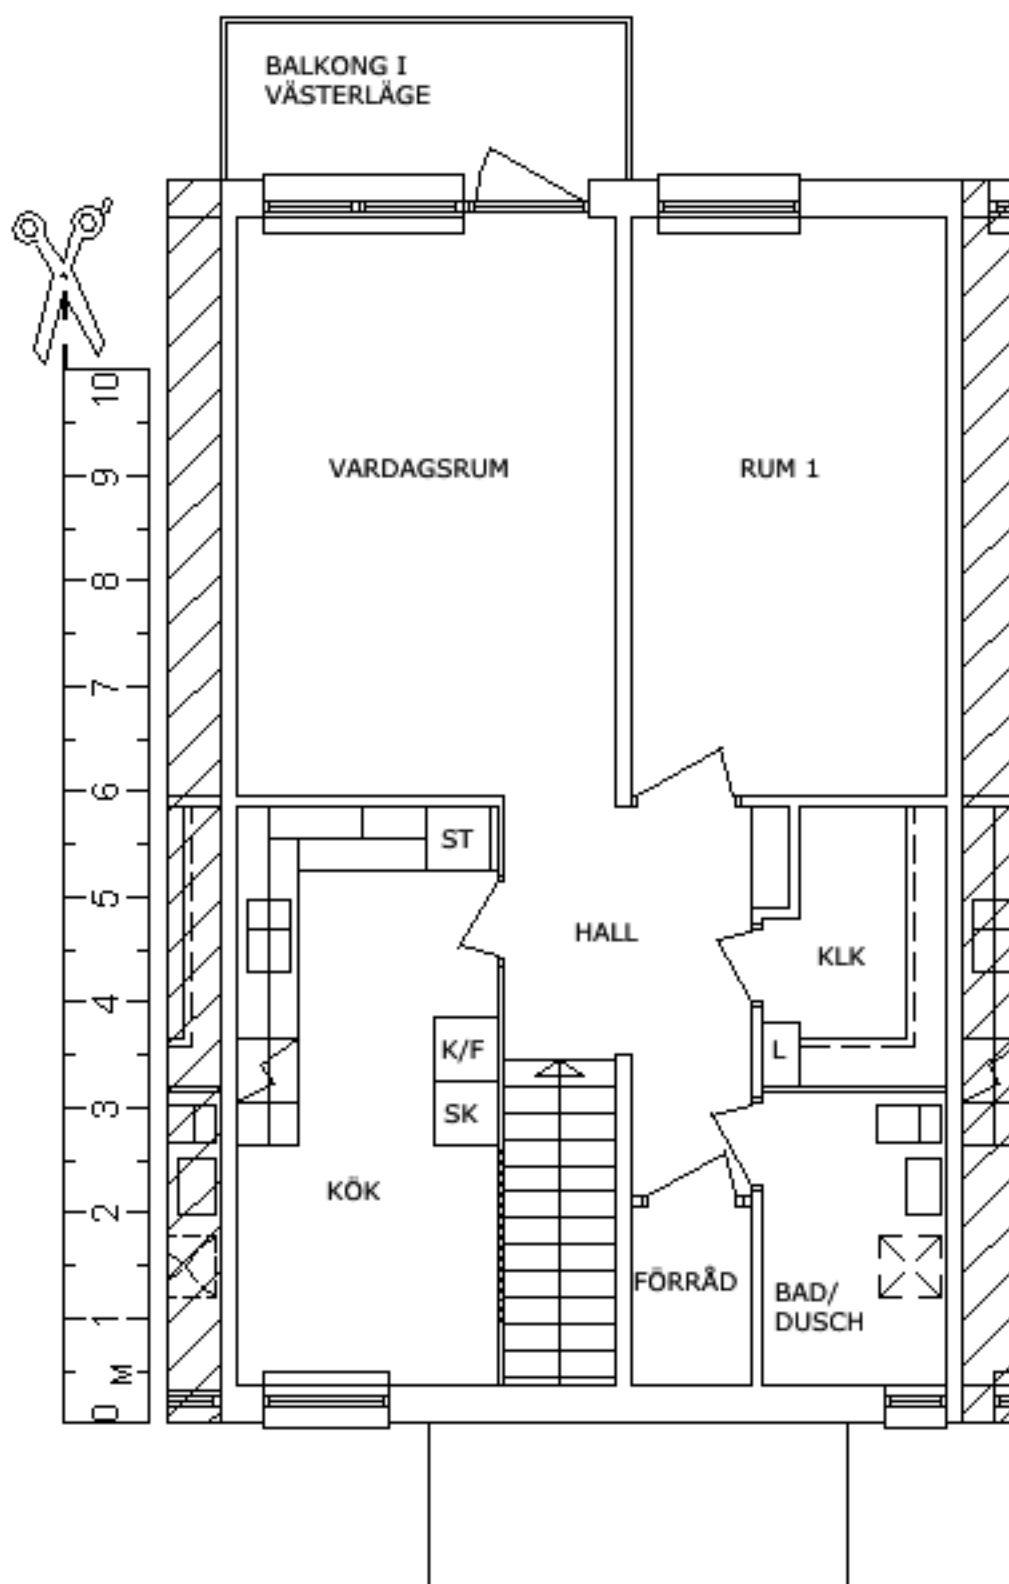 BALKONG I
VÄSTERLÄGE
VARDAGSRUM
RUM 1
ST
HALL
KLK
K/F
L
SK
KÖK
FÖRRÅD
BAD/
DUSCH
10
9
8
7
6
5
4
3
2
1
M
0